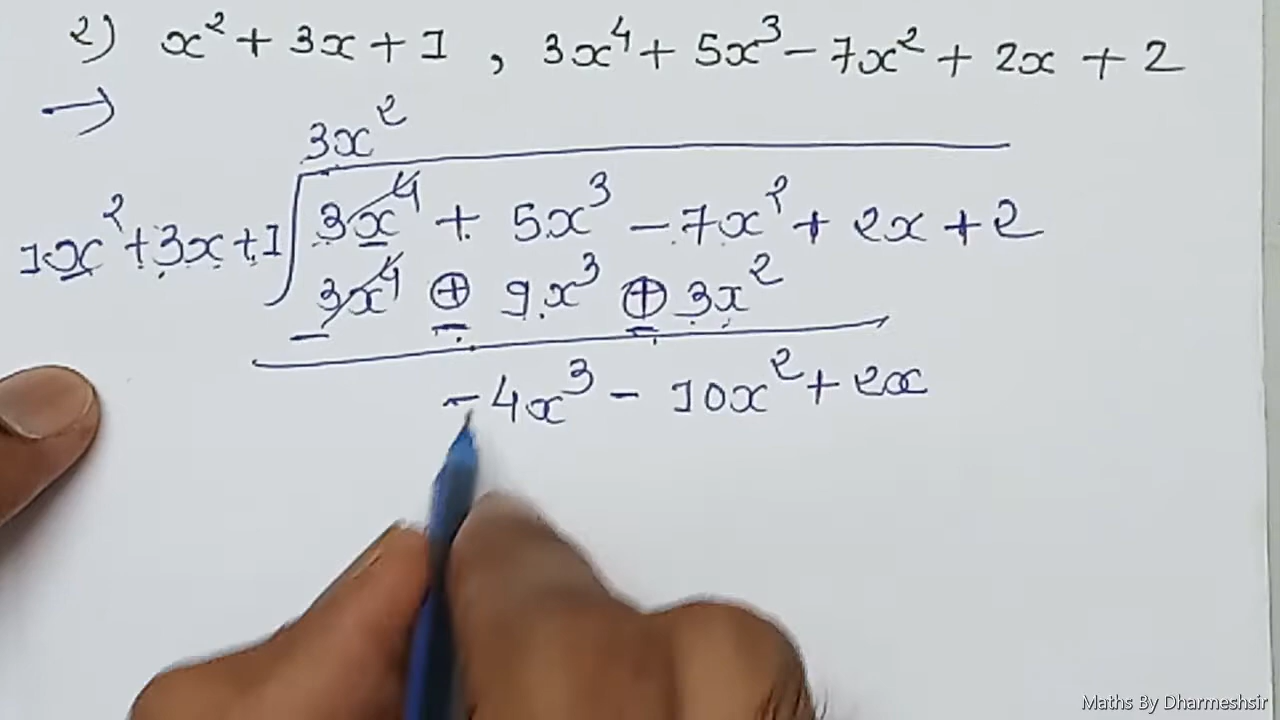 2) x² + 3x + 1 , 3x⁴ + 5x³ - 7x² + 2x + 2
→
3x²
1x² + 3x + 1 3x⁴ + 5x³ - 7x² + 2x + 2
3x⁴ ⊕ 9x³ ⊕ 3x²
- - -
-4x³ - 10x² + 2x
Maths By Dharmeshsir